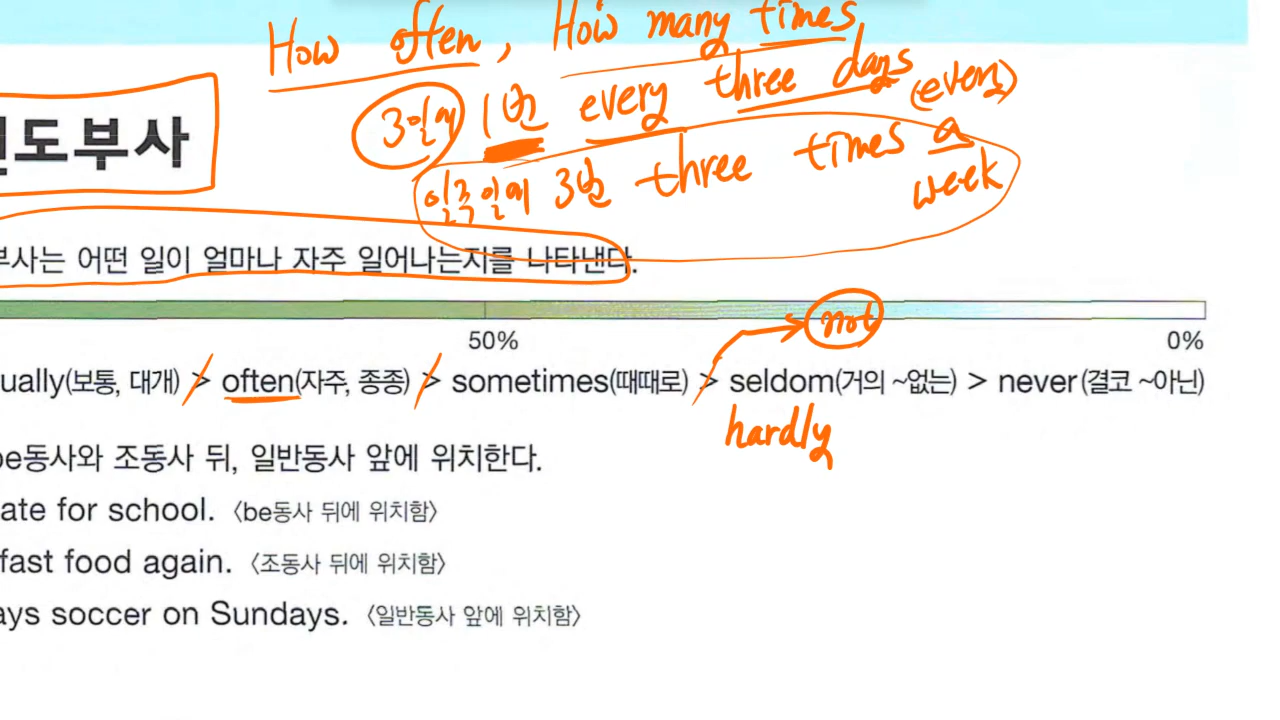 How often, How many times
3일에 1번 every three days
(every)
일주일에 3번 three times a week
도부사
부사는 어떤 일이 얼마나 자주 일어나는지를 나타낸다.
not
50% 0%
ually(보통, 대개) > often(자주, 종종) > sometimes(때때로) > seldom(거의 ~없는) > never(결코 ~아닌)
hardly
be동사와 조동사 뒤, 일반동사 앞에 위치한다.
ate for school. 〈be동사 뒤에 위치함〉
fast food again. 〈조동사 뒤에 위치함〉
ays soccer on Sundays. 〈일반동사 앞에 위치함〉